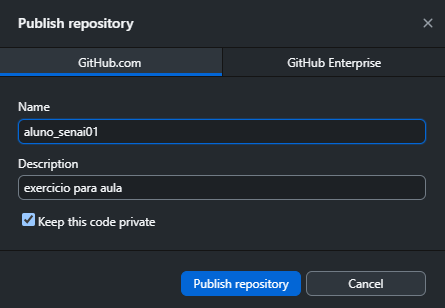 Publish repository
GitHub.com
GitHub Enterprise
Name
aluno_senai01
Description
exercicio para aula
Keep this code private
Publish repository
Cancel